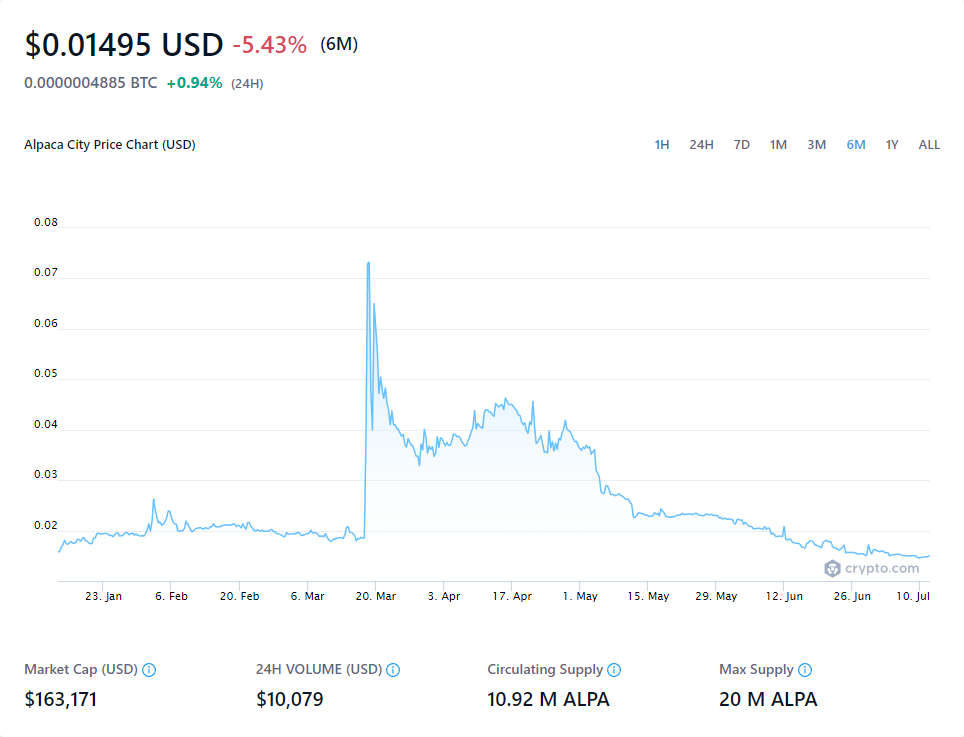 $0.01495 USD -5.43% (6M)
0.0000004885 BTC +0.94% (24H)
Alpaca City Price Chart (USD) 1H 24H 7D 1M 3M 6M 1Y ALL
0.08
0.07
0.06
0.05
0.04
0.03
0.02
crypto.com
23. Jan 6. Feb 20. Feb 6. Mar 20. Mar 3. Apr 17. Apr 1. May 15. May 29. May 12. Jun 26. Jun 10. Jul
Market Cap (USD) 24H VOLUME (USD) Circulating Supply Max Supply
$163,171 $10,079 10.92 M ALPA 20 M ALPA